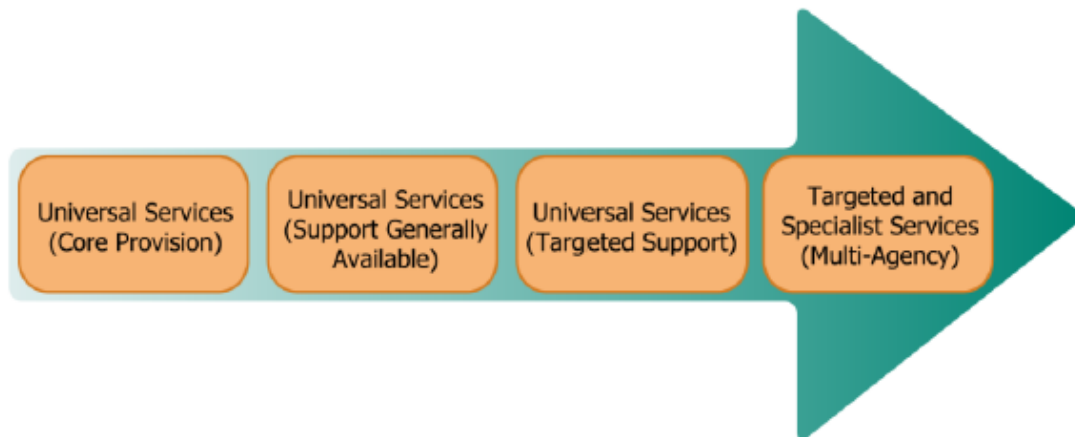 Universal Services
(Core Provision)
Universal Services
(Support Generally
Available)
Universal Services
(Targeted Support)
Targeted and
Specialist Services
(Multi-Agency)